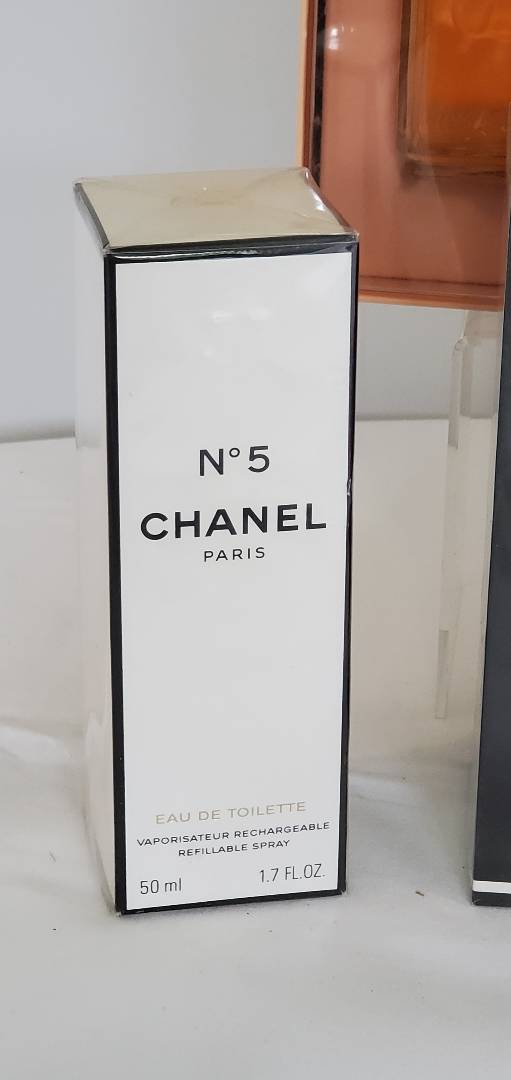 N°5
CHANEL
PARIS
EAU DE TOILETTE
VAPORISATEUR RECHARGEABLE
REFILLABLE SPRAY
50 ml 1.7 FL.OZ.